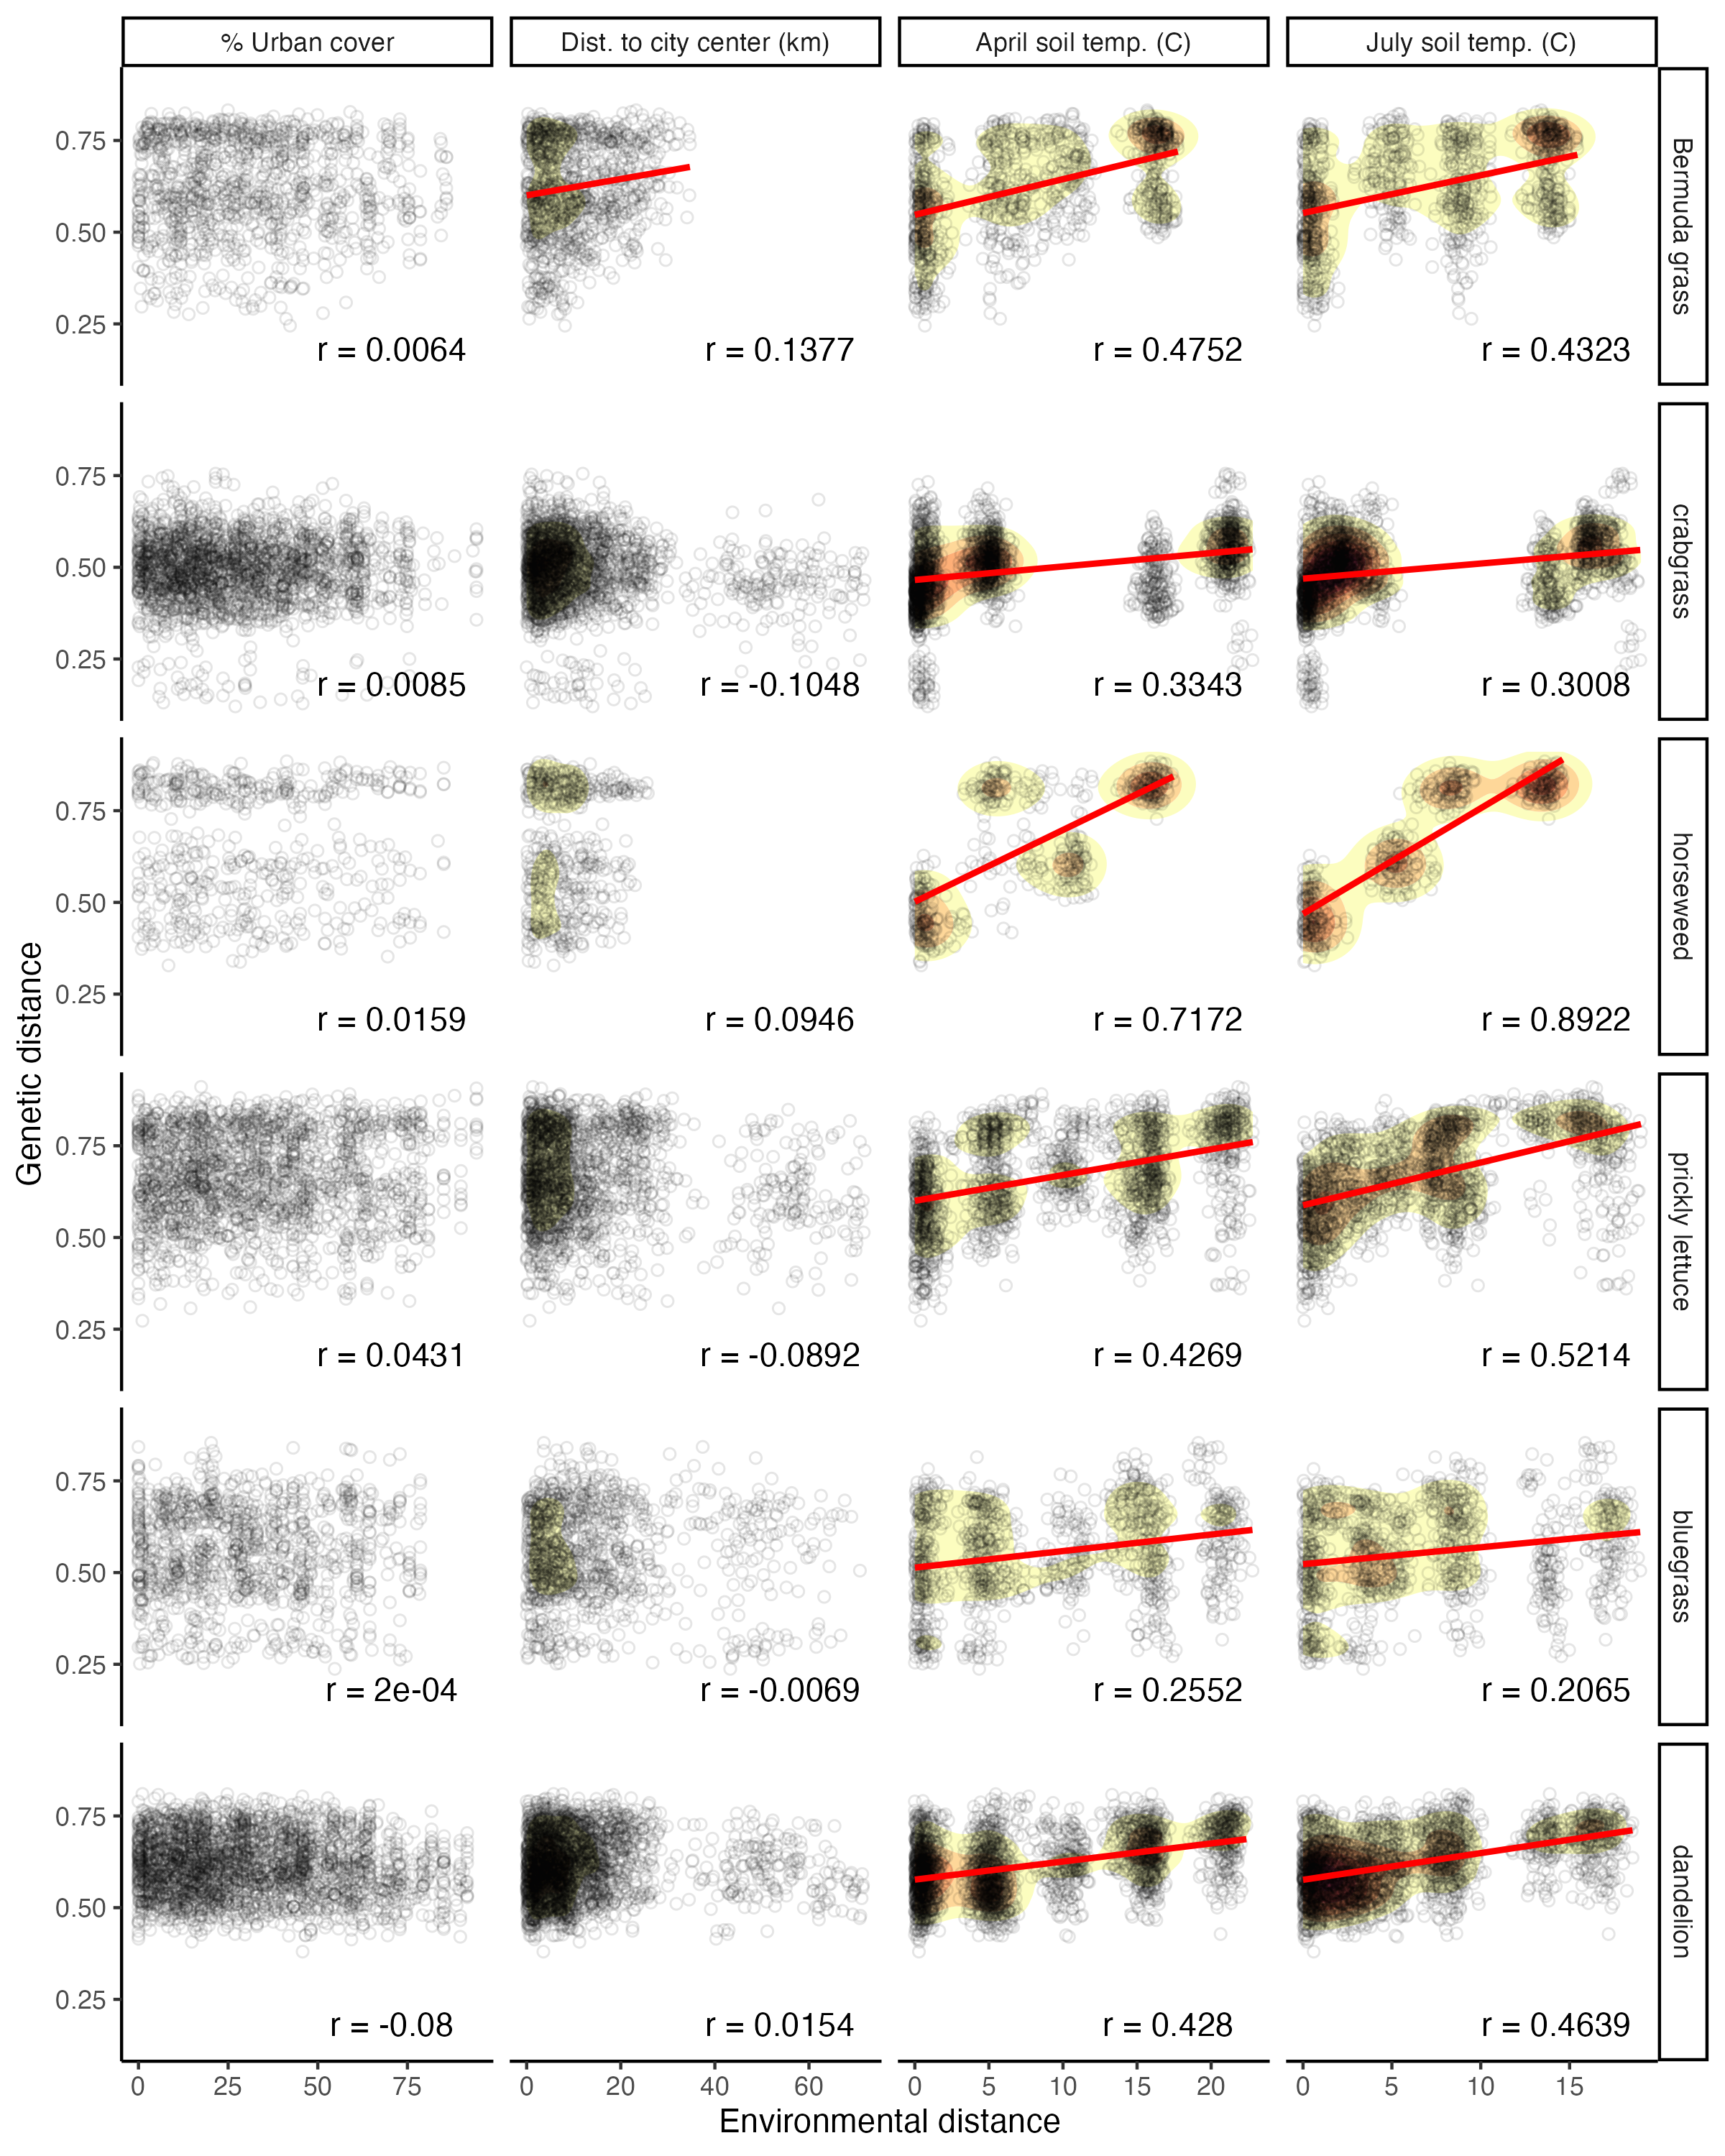 % Urban cover
Dist. to city center (km)
April soil temp. (C)
July soil temp. (C)
Genetic distance
0.75
0.50
0.25
r = 0.0064
r = 0.1377
r = 0.4752
r = 0.4323
Bermuda grass
0.75
0.50
0.25
r = 0.0085
r = -0.1048
r = 0.3343
r = 0.3008
crabgrass
0.75
0.50
0.25
r = 0.0159
r = 0.0946
r = 0.7172
r = 0.8922
horseweed
0.75
0.50
0.25
r = 0.0431
r = -0.0892
r = 0.4269
r = 0.5214
prickly lettuce
0.75
0.50
0.25
r = 2e-04
r = -0.0069
r = 0.2552
r = 0.2065
bluegrass
0.75
0.50
0.25
r = -0.08
r = 0.0154
r = 0.428
r = 0.4639
dandelion
0 25 50 75
0 20 40 60
0 5 10 15 20
0 5 10 15
Environmental distance